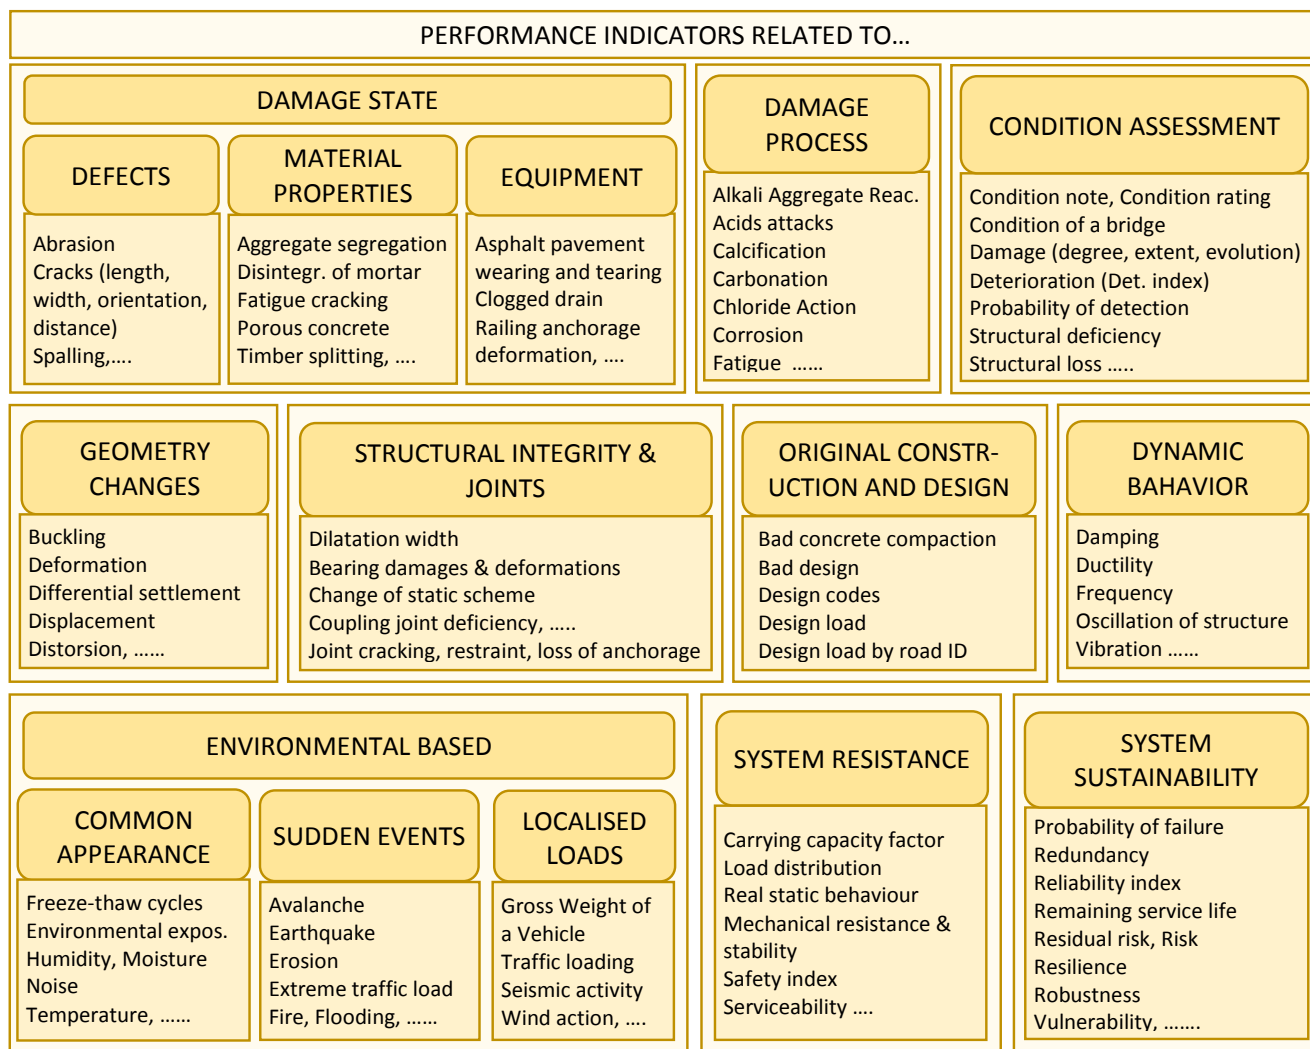 PERFORMANCE INDICATORS RELATED TO…
DAMAGE STATE
DEFECTS
Abrasion
Cracks (length,
width, orientation,
distance)
Spalling,….
MATERIAL
PROPERTIES
Aggregate segregation
Disintegr. of mortar
Fatigue cracking
Porous concrete
Timber splitting, ….
EQUIPMENT
Asphalt pavement
wearing and tearing
Clogged drain
Railing anchorage
deformation, ….
DAMAGE
PROCESS
Alkali Aggregate Reac.
Acids attacks
Calcification
Carbonation
Chloride Action
Corrosion
Fatigue ……
CONDITION ASSESSMENT
Condition note, Condition rating
Condition of a bridge
Damage (degree, extent, evolution)
Deterioration (Det. index)
Probability of detection
Structural deficiency
Structural loss …..
GEOMETRY
CHANGES
Buckling
Deformation
Differential settlement
Displacement
Distorsion, ……
STRUCTURAL INTEGRITY &
JOINTS
Dilatation width
Bearing damages & deformations
Change of static scheme
Coupling joint deficiency, …..
Joint cracking, restraint, loss of anchorage
ORIGINAL CONSTR-
UCTION AND DESIGN
Bad concrete compaction
Bad design
Design codes
Design load
Design load by road ID
DYNAMIC
BAHAVIOR
Damping
Ductility
Frequency
Oscillation of structure
Vibration ……
ENVIRONMENTAL BASED
COMMON
APPEARANCE
Freeze-thaw cycles
Environmental expos.
Humidity, Moisture
Noise
Temperature, ……
SUDDEN EVENTS
Avalanche
Earthquake
Erosion
Extreme traffic load
Fire, Flooding, ……
LOCALISED
LOADS
Gross Weight of
a Vehicle
Traffic loading
Seismic activity
Wind action, ….
SYSTEM RESISTANCE
Carrying capacity factor
Load distribution
Real static behaviour
Mechanical resistance &
stability
Safety index
Serviceability ….
SYSTEM
SUSTAINABILITY
Probability of failure
Redundancy
Reliability index
Remaining service life
Residual risk, Risk
Resilience
Robustness
Vulnerability, …….